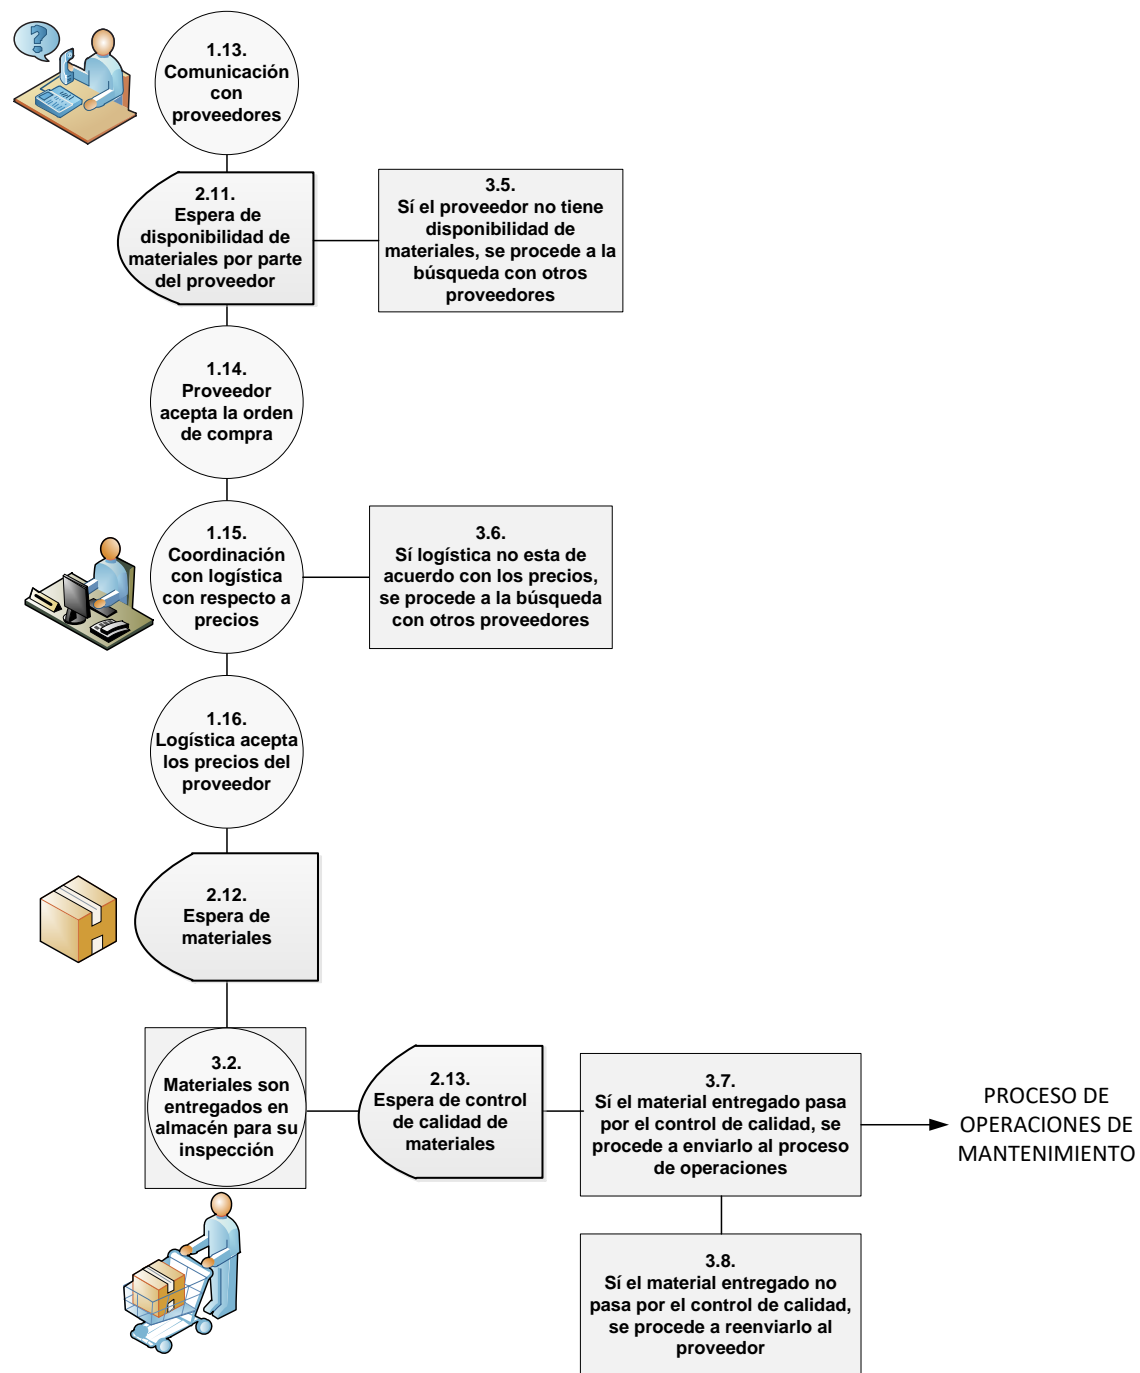 1.13.
Comunicación
con
proveedores
2.11.
Espera de
disponibilidad de
materiales por parte
del proveedor
3.5.
Sí el proveedor no tiene
disponibilidad de
materiales, se procede a la
búsqueda con otros
proveedores
1.14.
Proveedor
acepta la orden
de compra
1.15.
Coordinación
con logística
con respecto a
precios
3.6.
Sí logística no esta de
acuerdo con los precios,
se procede a la búsqueda
con otros proveedores
1.16.
Logística acepta
los precios del
proveedor
2.12.
Espera de
materiales
3.2.
Materiales son
entregados en
almacén para su
inspección
2.13.
Espera de control
de calidad de
materiales
3.7.
Sí el material entregado pasa
por el control de calidad, se
procede a enviarlo al proceso
de operaciones
PROCESO DE
OPERACIONES DE
MANTENIMIENTO
3.8.
Sí el material entregado no
pasa por el control de calidad,
se procede a reenviarlo al
proveedor